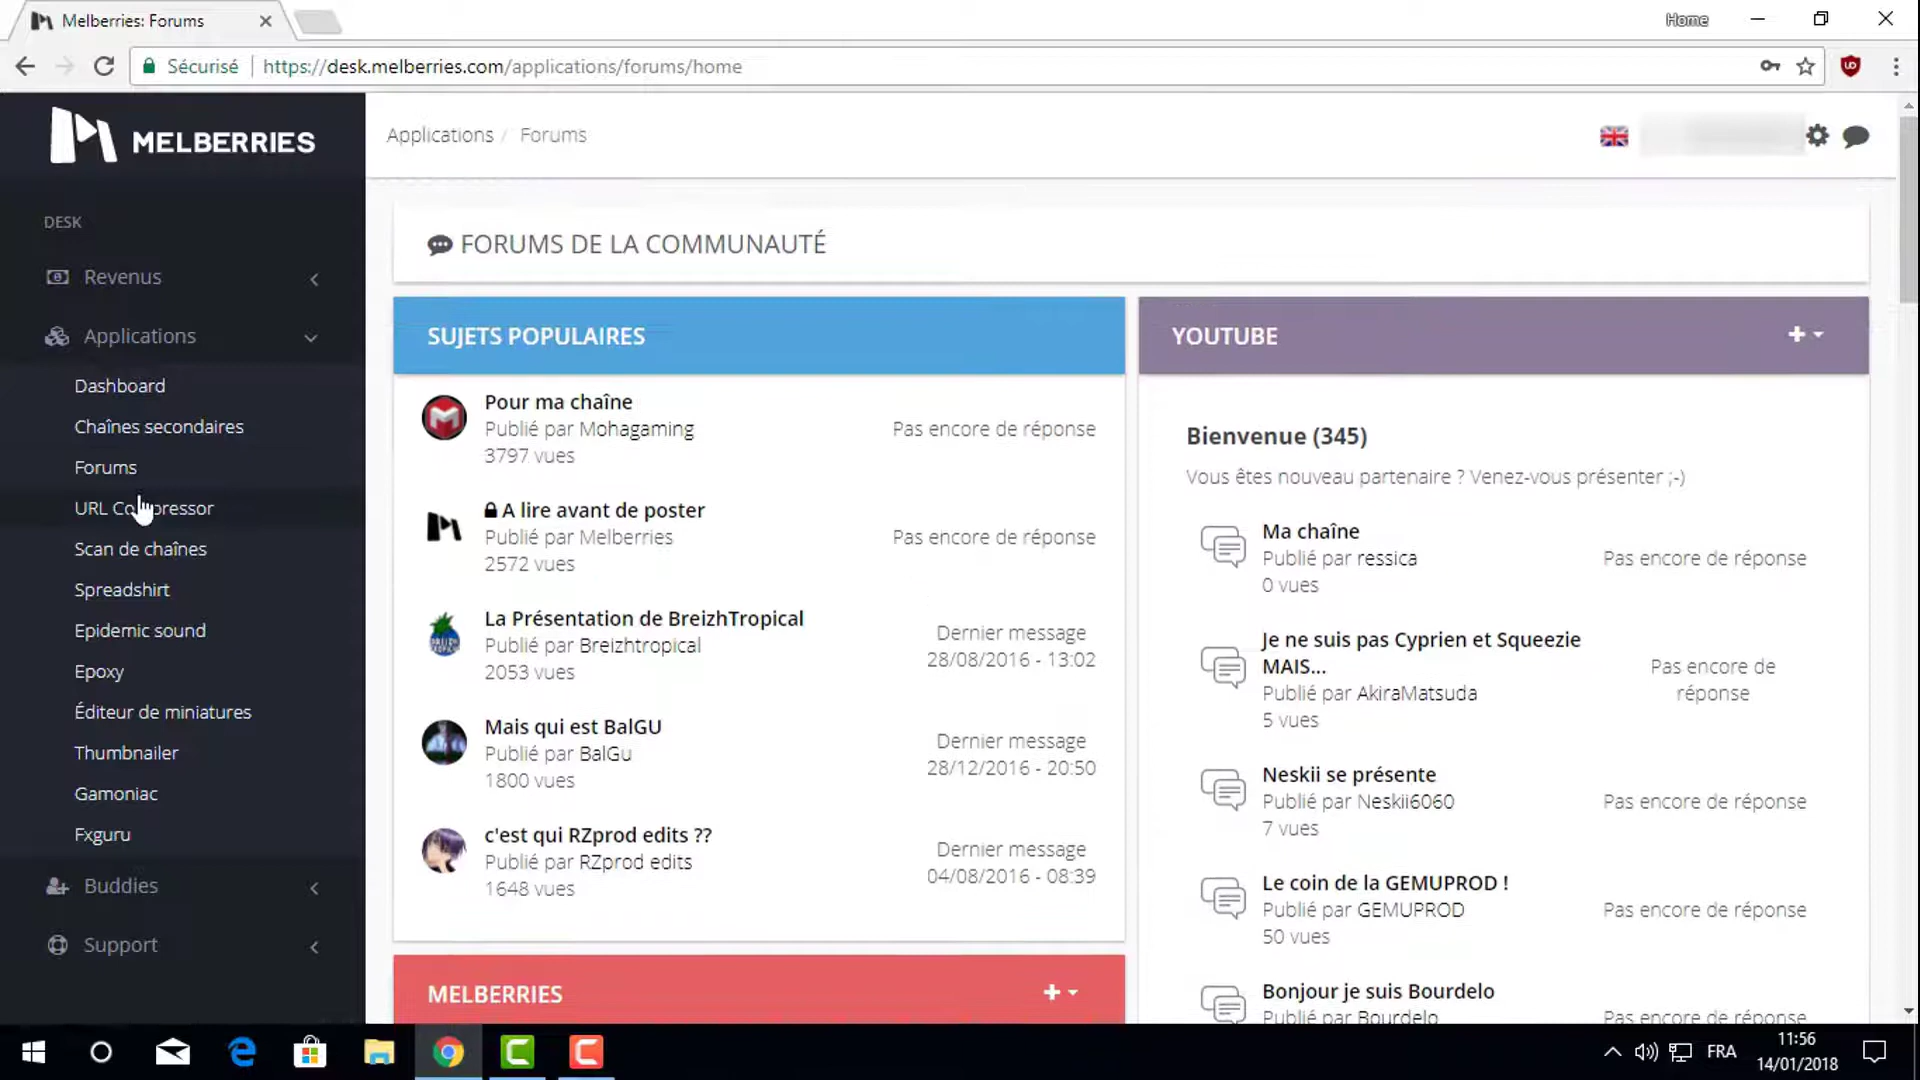 Melberries: Forums
Home
Sécurisé
https://desk.melberries.com/applications/forums/home
MELBERRIES
Applications / Forums
DESK
Revenus
Applications
Dashboard
Chaînes secondaires
Forums
URL Co pressor
Scan de chaînes
Spreadshirt
Epidemic sound
Epoxy
Éditeur de miniatures
Thumbnailer
Gamoniac
Fxguru
Buddies
Support
FORUMS DE LA COMMUNAUTÉ
SUJETS POPULAIRES
Pour ma chaîne
Publié par Mohagaming
3797 vues
Pas encore de réponse
A lire avant de poster
Publié par Melberries
2572 vues
Pas encore de réponse
La Présentation de BreizhTropical
Publié par Breizhtropical
2053 vues
Dernier message
28/08/2016 - 13:02
Mais qui est BalGU
Publié par BalGu
1800 vues
Dernier message
28/12/2016 - 20:50
c'est qui RZprod edits ??
Publié par RZprod edits
1648 vues
Dernier message
04/08/2016 - 08:39
MELBERRIES
YOUTUBE
Bienvenue (345)
Vous êtes nouveau partenaire ? Venez-vous présenter ;-)
Ma chaîne
Publié par ressica
0 vues
Pas encore de réponse
Je ne suis pas Cyprien et Squeezie
MAIS...
Publié par AkiraMatsuda
5 vues
Pas encore de
réponse
Neskii se présente
Publié par Neskii6060
7 vues
Pas encore de réponse
Le coin de la GEMUPROD !
Publié par GEMUPROD
50 vues
Pas encore de réponse
Bonjour je suis Bourdelo
Publié par Bourdelo
Pas encore de réponse
FRA
11:56
14/01/2018